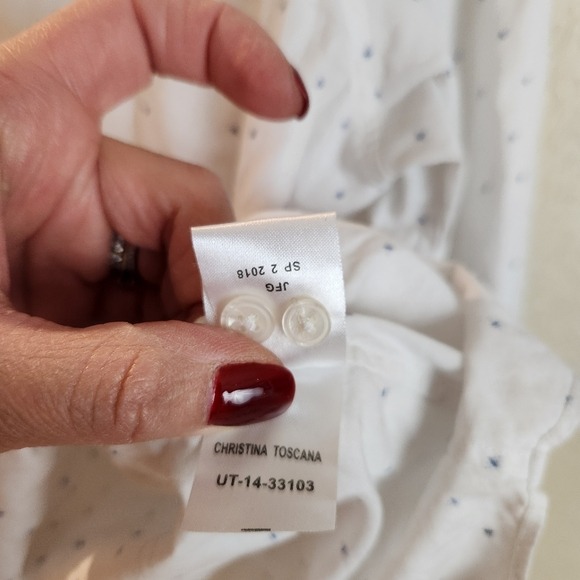 JFG
SP 2 2018
CHRISTINA TOSCANA
UT-14-33103